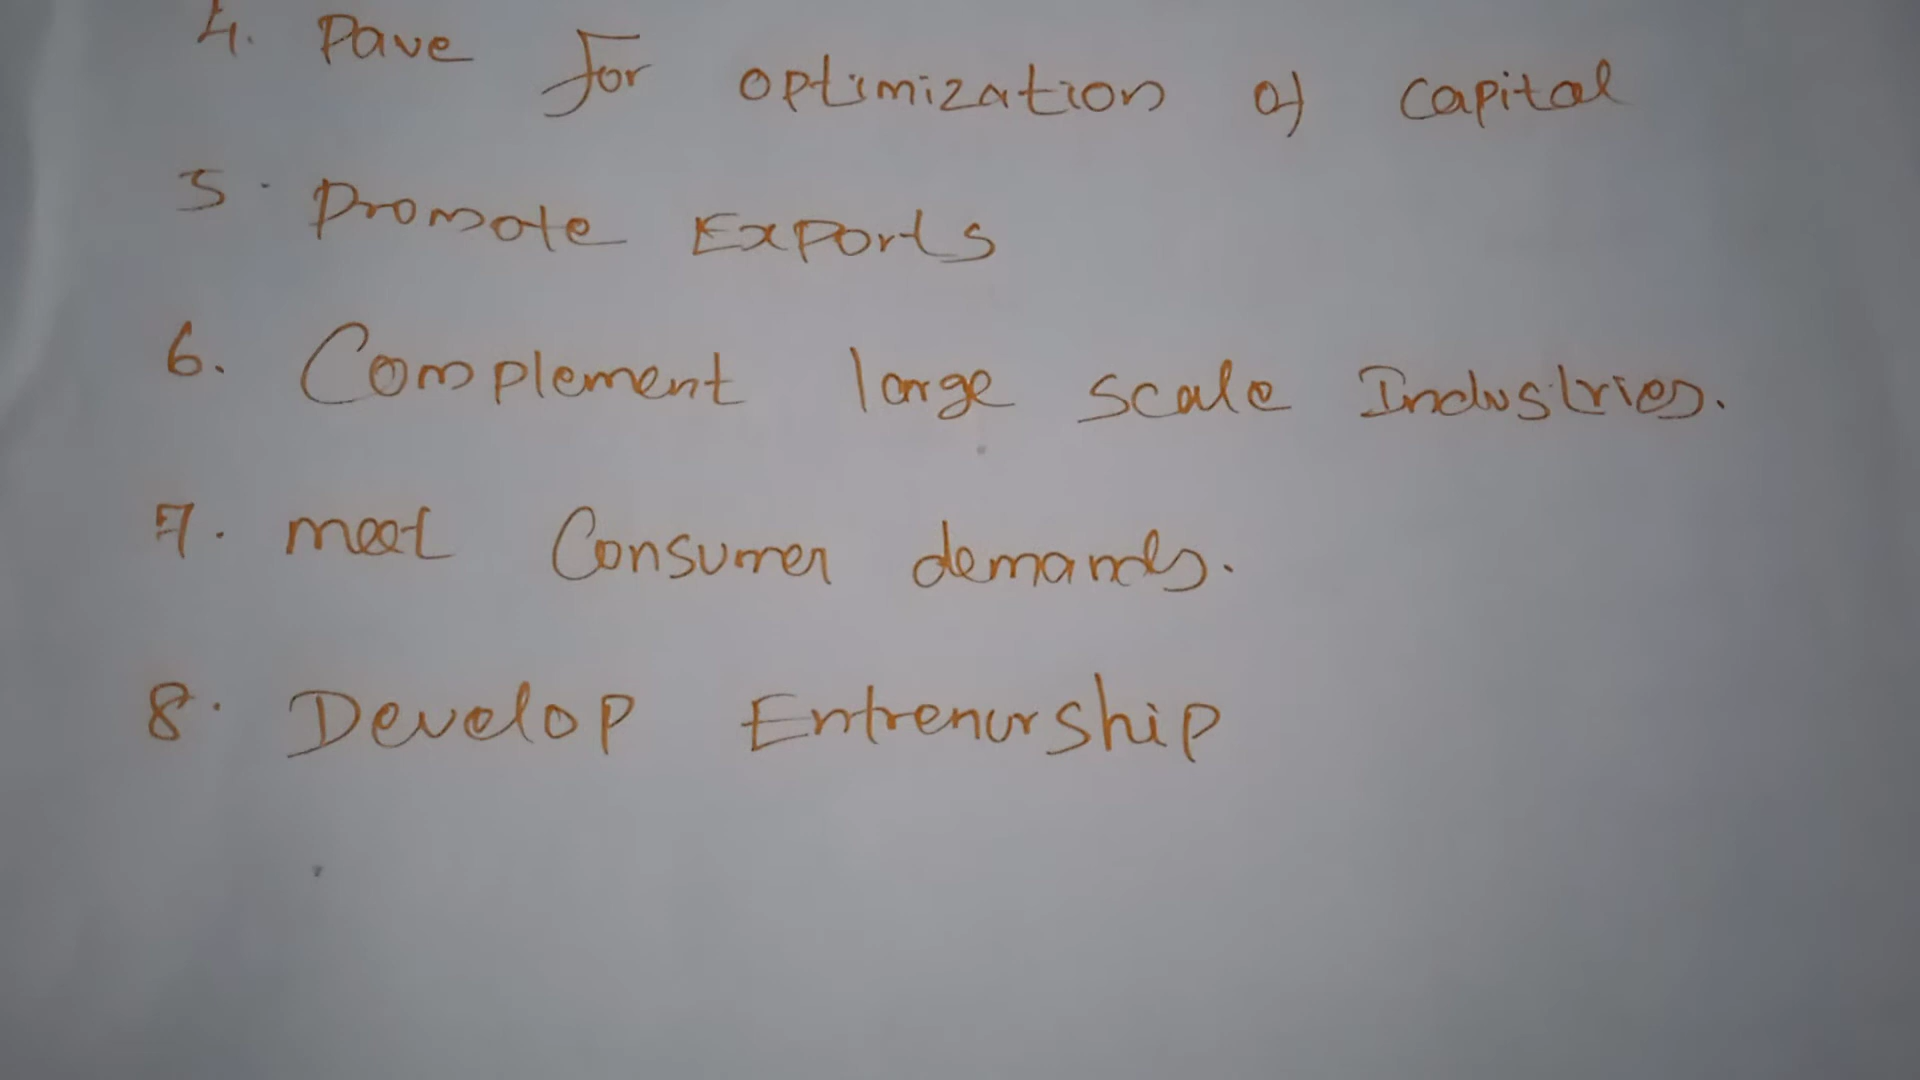 4. Pave for optimization of capital
5. Promote Exports
6. Complement large scale Industries.
7. meet Consumer demands.
8. Develop Entrenurship